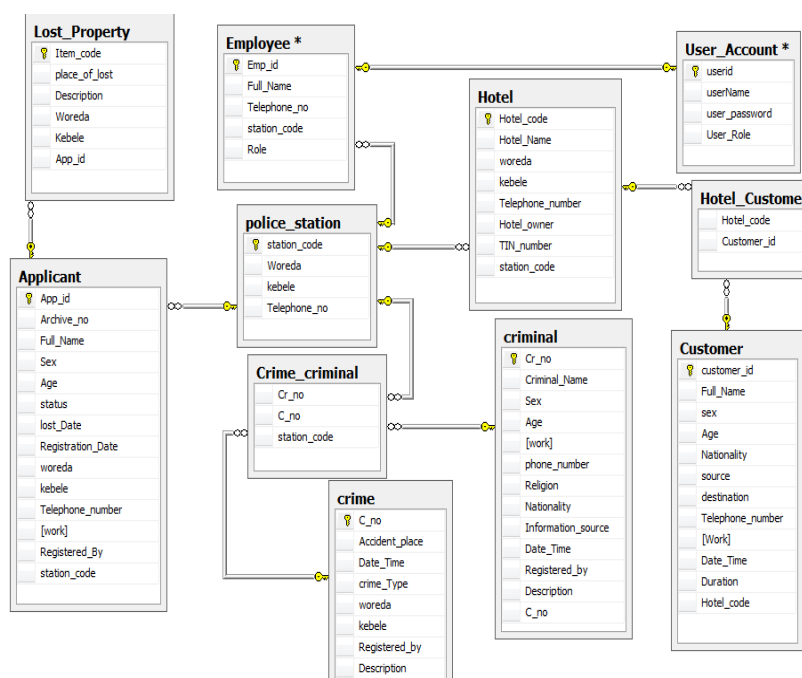 Lost_Property
Item_code
place_of_lost
Description
Woreda
Kebele
App_id
Employee *
Emp_id
Full_Name
Telephone_no
station_code
Role
User_Account *
userid
userName
user_password
User_Role
Hotel
Hotel_code
Hotel_Name
woreda
kebele
Telephone_number
Hotel_owner
TIN_number
station_code
Hotel_Custome
Hotel_code
Customer_id
police_station
station_code
Woreda
kebele
Telephone_no
Applicant
App_id
Archive_no
Full_Name
Sex
Age
status
lost_Date
Registration_Date
woreda
kebele
Telephone_number
[work]
Registered_By
station_code
Crime_criminal
Cr_no
C_no
station_code
criminal
Cr_no
Criminal_Name
Sex
Age
[work]
phone_number
Religion
Nationality
Information_source
Date_Time
Registered_by
Description
C_no
Customer
customer_id
Full_Name
sex
Age
Nationality
source
destination
Telephone_number
[Work]
Date_Time
Duration
Hotel_code
crime
C_no
Accident_place
Date_Time
crime_Type
woreda
kebele
Registered_by
Description